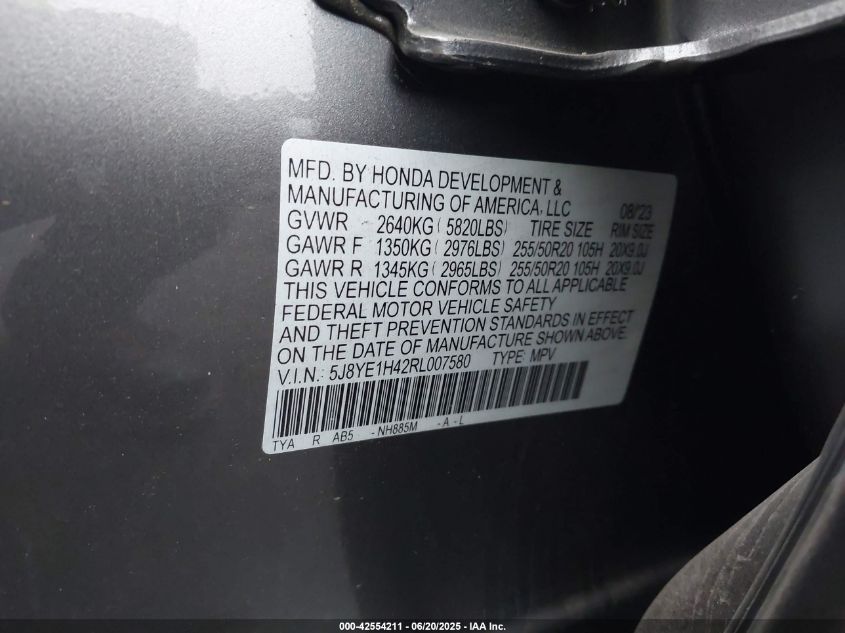 MFD. BY HONDA DEVELOPMENT &
MANUFACTURING OF AMERICA, LLC 08/'23
GVWR 2640KG(5820LBS) TIRE SIZE RIM SIZE
GAWR F 1350KG(2976LBS) 255/50R20 105H 20X9.0J
GAWR R 1345KG(2965LBS) 255/50R20 105H 20X9.0J
THIS VEHICLE CONFORMS TO ALL APPLICABLE
FEDERAL MOTOR VEHICLE SAFETY
AND THEFT PREVENTION STANDARDS IN EFFECT
ON THE DATE OF MANUFACTURE SHOWN ABOVE.
V.I.N.: 5J8YE1H42RL007580 TYPE: MPV
TYA R AB5 - NH885M - A - L
000-42554211 - 06/20/2025 - IAA Inc.